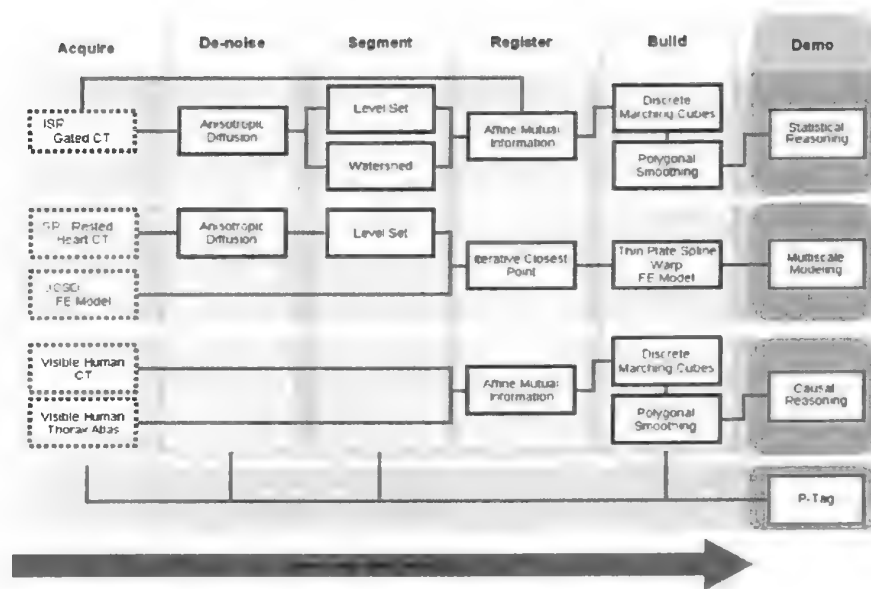 Acquire
De-noise
Segment
Register
Build
Demo
ISR
Gated CT
Anisotropic
Diffusion
Level Set
Watershed
Affine Mutual
Information
Discrete
Marching Cubes
Polygonal
Smoothing
Statistical
Reasoning
Rested
Heart CT
FE Model
Anisotropic
Diffusion
Level Set
Iterative Closest
Point
Thin Plate Spline
Warp
FE Model
Multiscale
Modeling
Visible Human
CT
Visible Human
Thorax Atlas
Affine Mutual
Information
Discrete
Marching Cubes
Polygonal
Smoothing
Causal
Reasoning
P-Tag